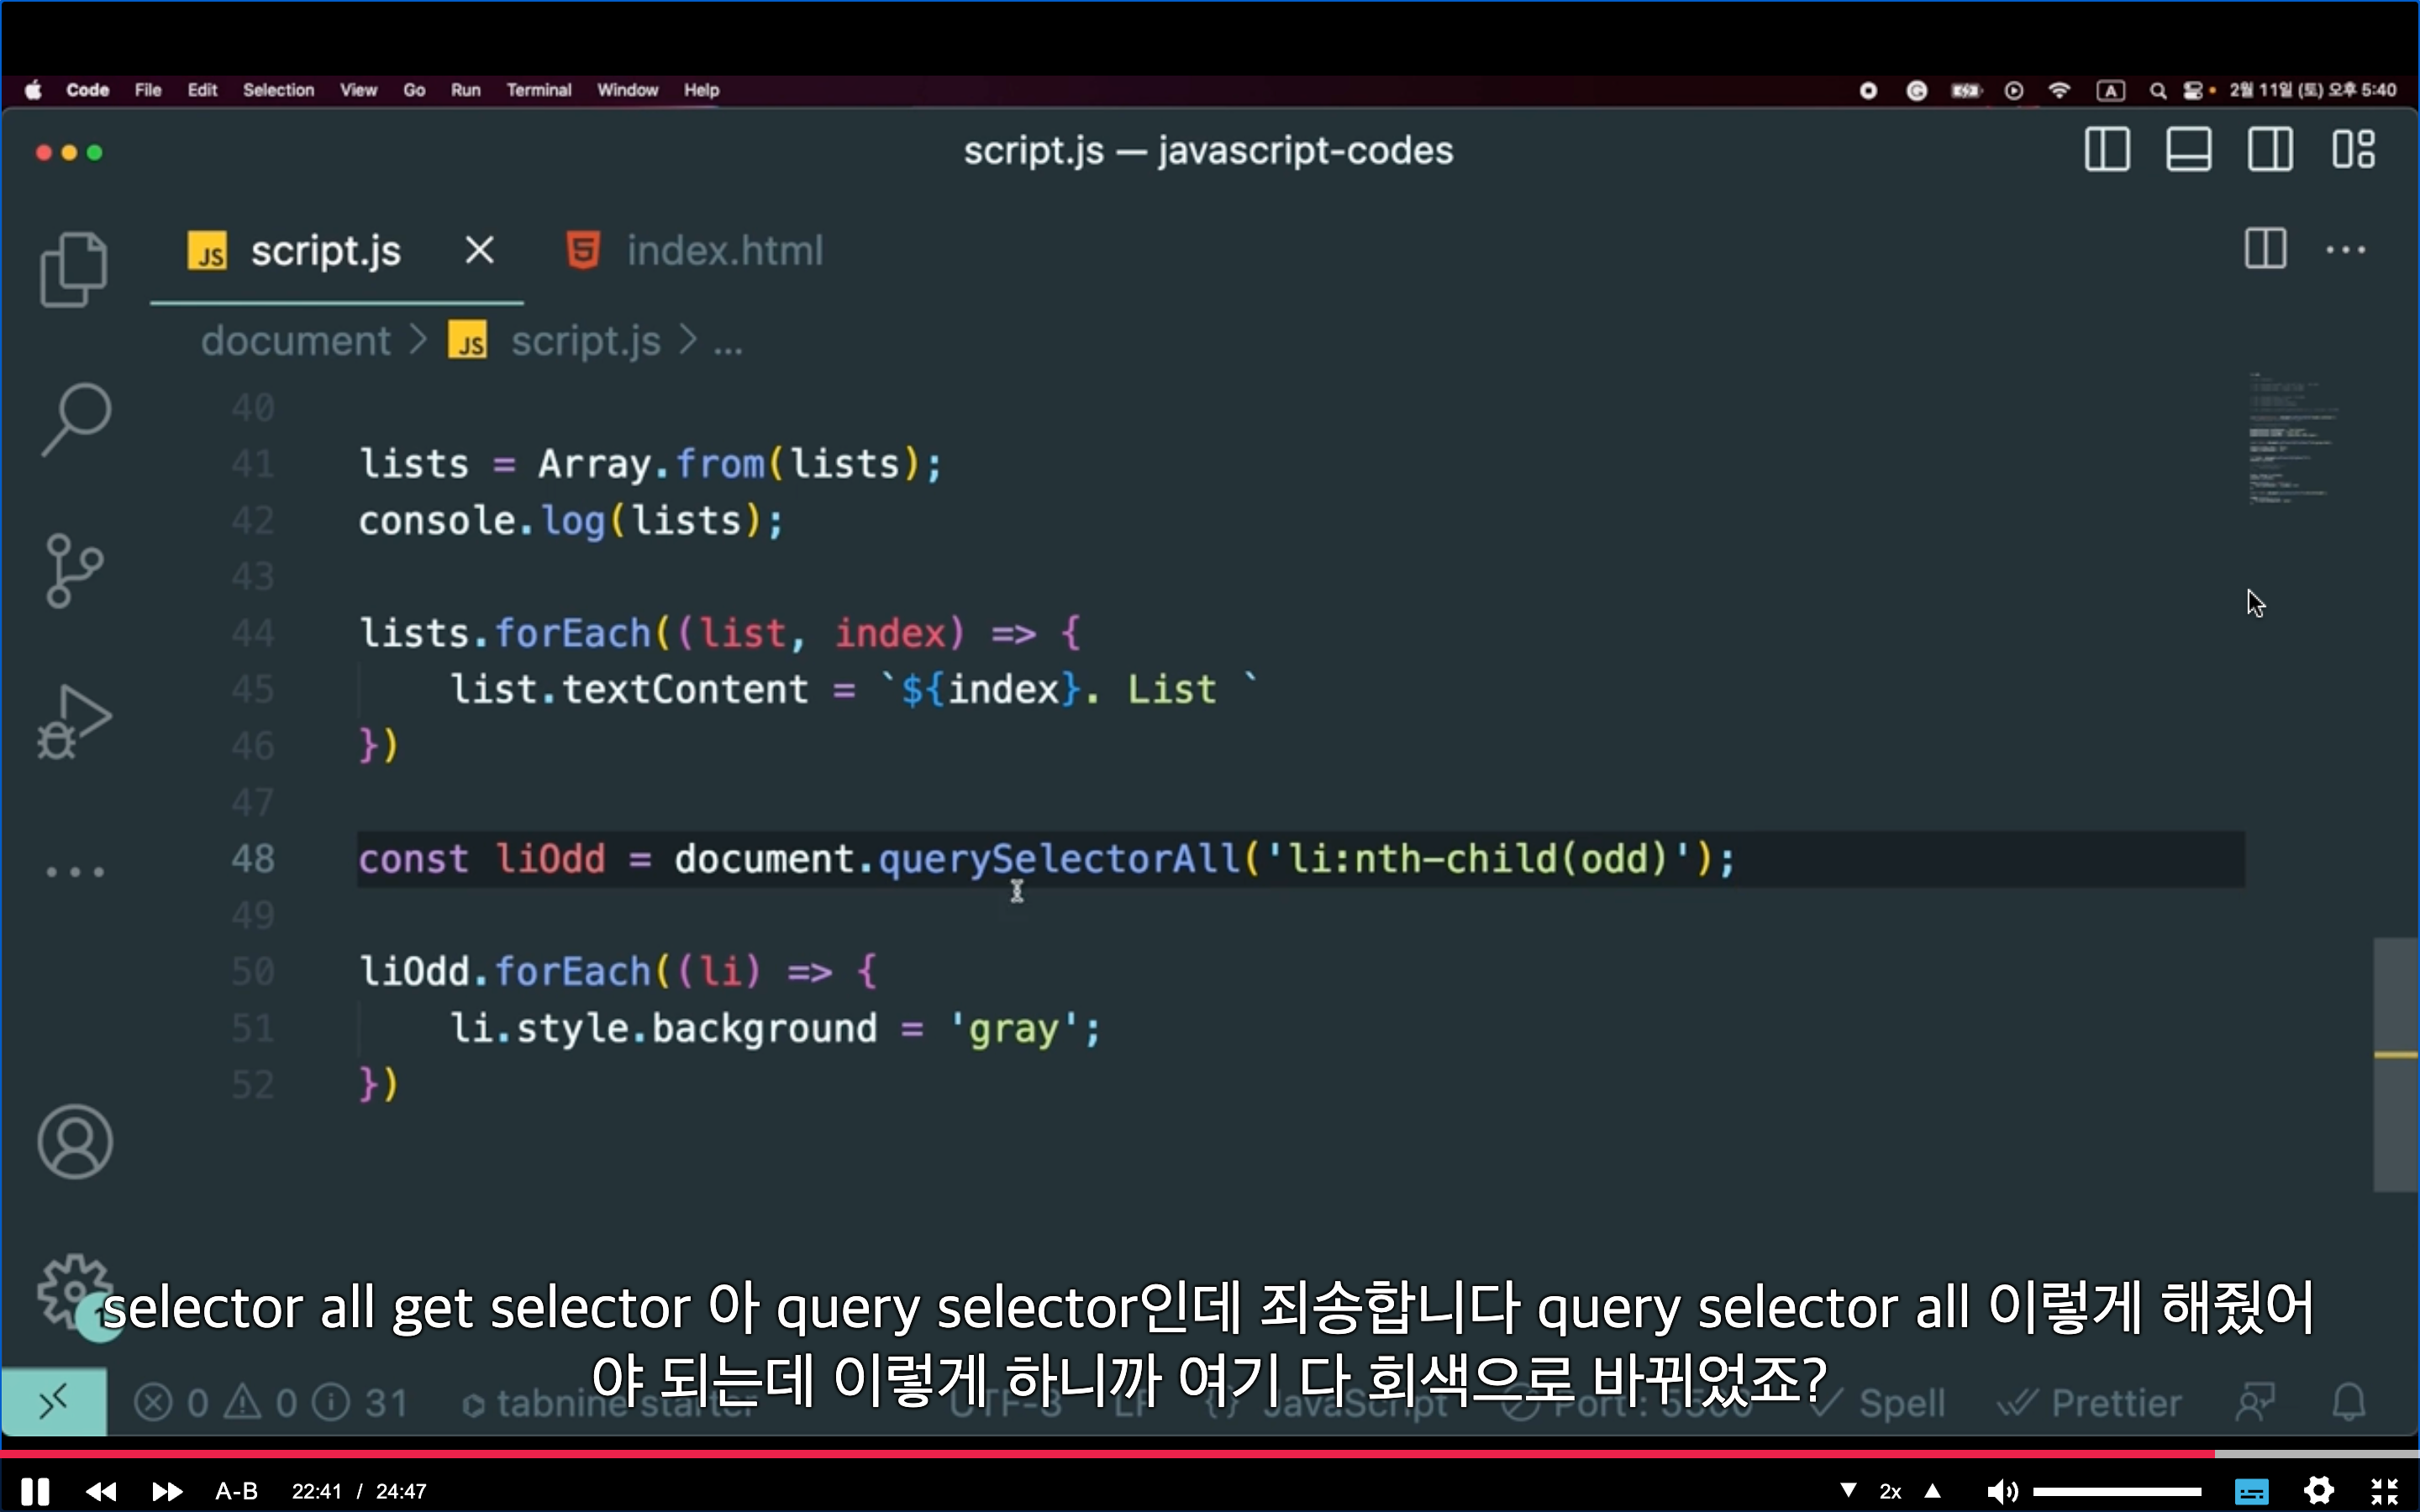 Code File Edit Selection View Go Run Terminal Window Help
A 2월 11일 (토) 오후 5:40
script.js — javascript-codes
JS script.js index.html
document > JS script.js > ...
40
41 lists = Array.from(lists);
42 console.log(lists);
43
44 lists.forEach((list, index) => {
45 list.textContent = `${index}. List `
46 })
47
48 const liOdd = document.querySelectorAll('li:nth-child(odd)');
49
50 liOdd.forEach((li) => {
51 li.style.background = 'gray';
52 })
selector all get selector 아 query selector인데 죄송합니다 query selector all 이렇게 해줬어
야 되는데 이렇게 하니까 여기 다 회색으로 바뀌었죠?
0 0 31 tabnine starter UTF-8 LF {} JavaScript Port : 5500 Spell Prettier
A-B 22:41 / 24:47 2x